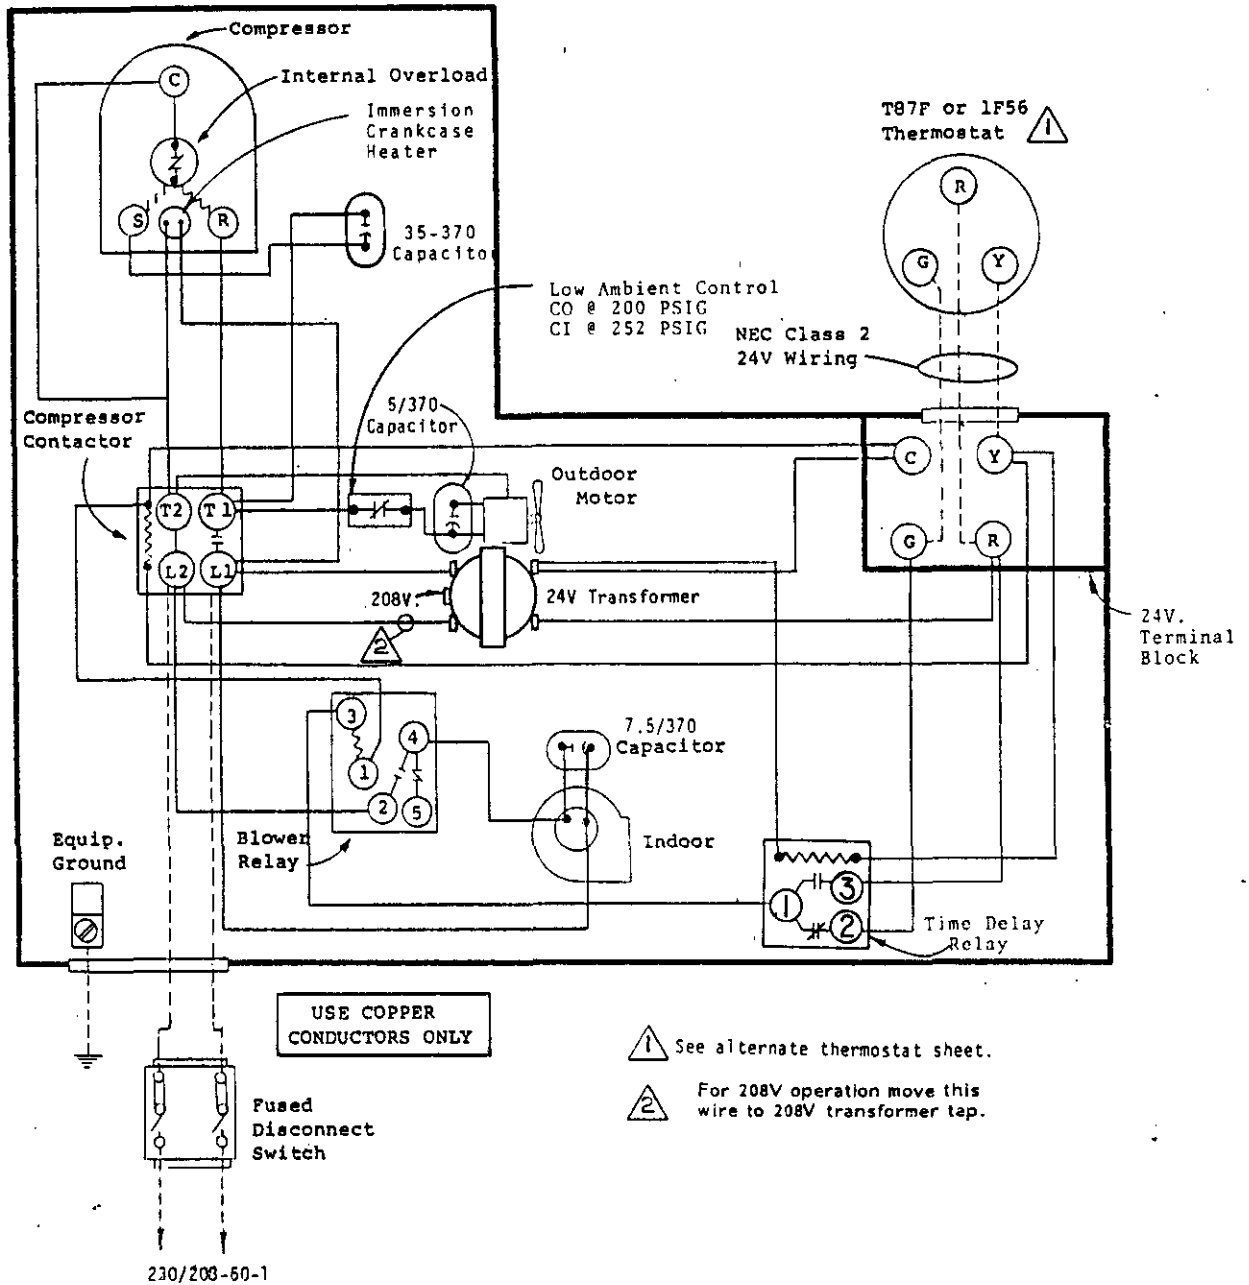 Compressor
C
Internal Overload
Immersion
Crankcase
Heater
S
R
35-370
Capacitor
T87F or 1F56
Thermostat
1
R
G
Y
Low Ambient Control
CO @ 200 PSIG
CI @ 252 PSIG
NEC Class 2
24V Wiring
Compressor
Contactor
5/370
Capacitor
Outdoor
Motor
C
Y
T2
T1
G
R
L2
L1
208V.
24V Transformer
2
24V.
Terminal
Block
3
4
1
2
5
7.5/370
Capacitor
Equip.
Ground
Blower
Relay
Indoor
1
3
2
Time Delay
Relay
USE COPPER
CONDUCTORS ONLY
1 See alternate thermostat sheet.
2 For 208V operation move this
wire to 208V transformer tap.
Fused
Disconnect
Switch
230/208-60-1